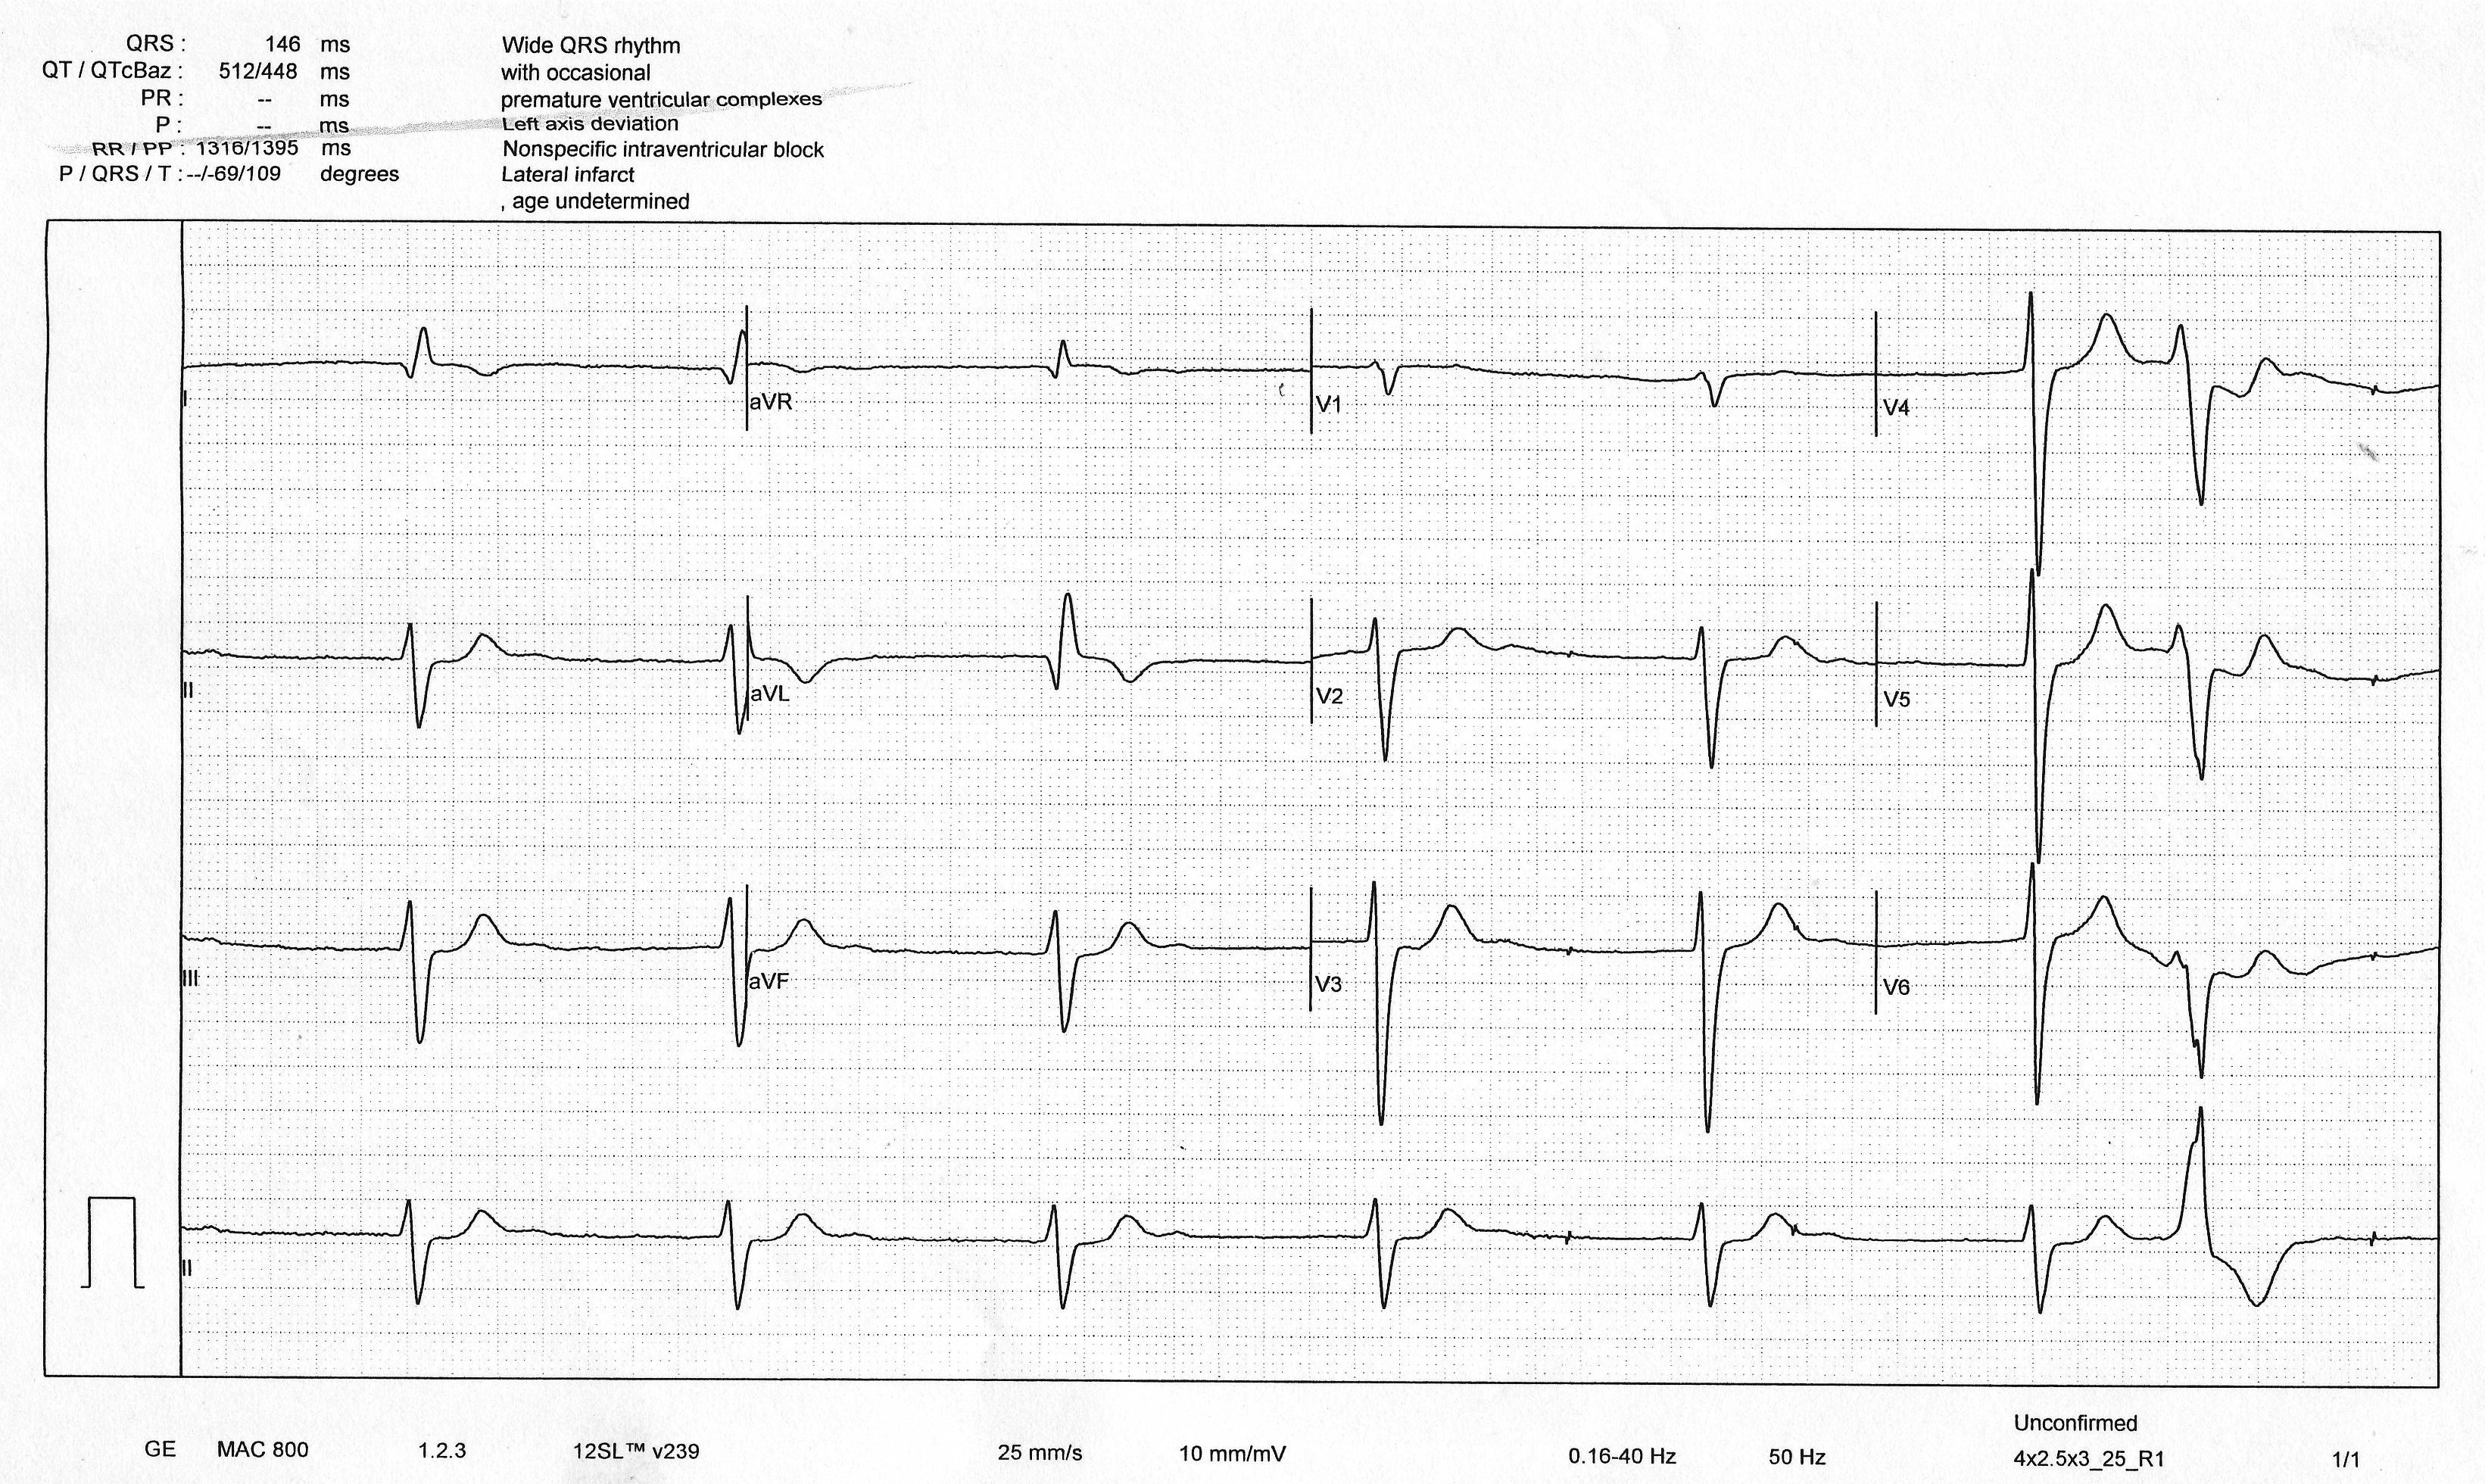 QRS : 146 ms Wide QRS rhythm
QT / QTcBaz : 512/448 ms with occasional
PR : -- ms premature ventricular complexes
P : -- ms Left axis deviation
RR / PP : 1316/1395 ms Nonspecific intraventricular block
P / QRS / T : --/-69/109 degrees Lateral infarct
, age undetermined
I aVR V1 V4
II aVL V2 V5
III aVF V3 V6
II
Unconfirmed
GE MAC 800 1.2.3 12SL™ v239 25 mm/s 10 mm/mV 0.16-40 Hz 50 Hz 4x2.5x3_25_R1 1/1